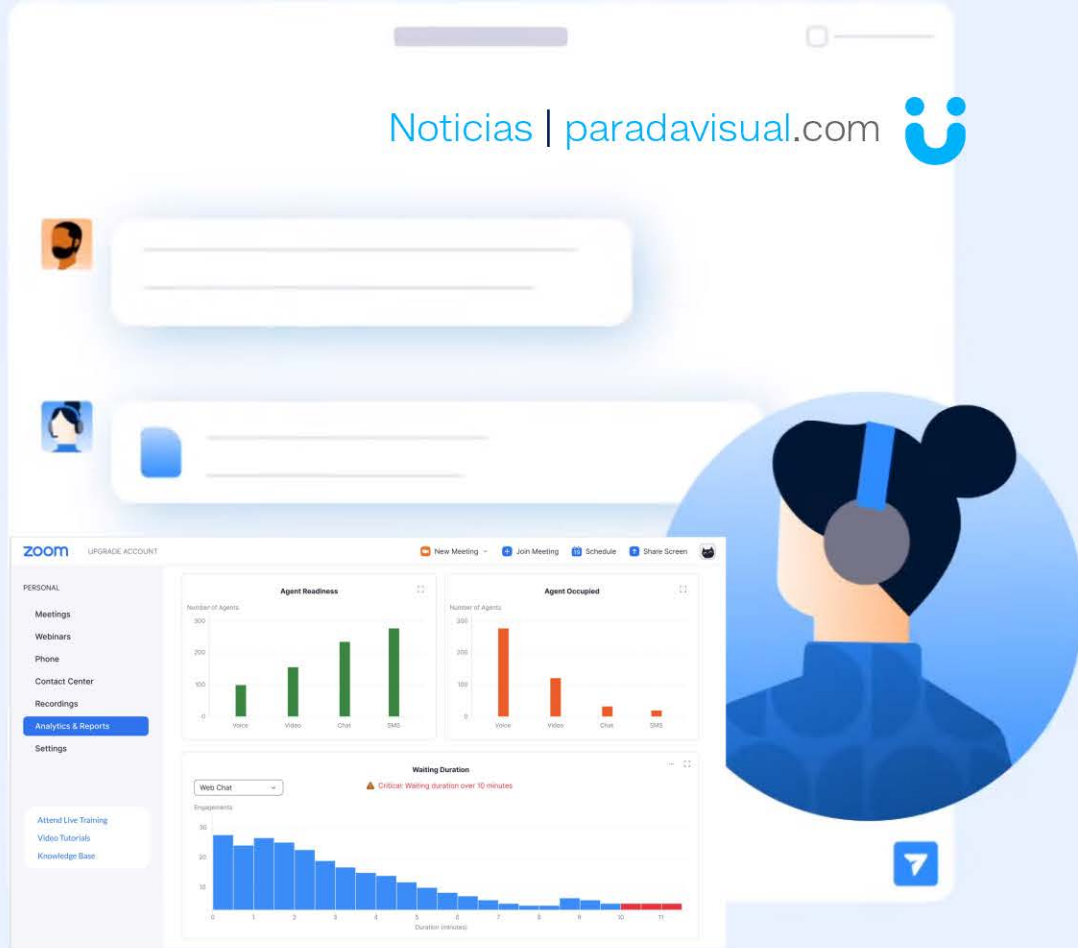 Noticias | paradavisual.com
zoom UPGRADE ACCOUNT
New Meeting
Join Meeting
Schedule
Share Screen
PERSONAL
Meetings
Webinars
Phone
Contact Center
Recordings
Analytics & Reports
Settings
Attend Live Training
Video Tutorials
Knowledge Base
Agent Readiness
Number of Agents
300
200
100
0
Voice Video Chat SMS
Agent Occupied
Number of Agents
300
200
100
0
Voice Video Chat SMS
Waiting Duration
Web Chat
Critical: Waiting duration over 10 minutes
Engagements
30
20
10
0 1 2 3 4 5 6 7 8 9 10 11
Duration (minutes)